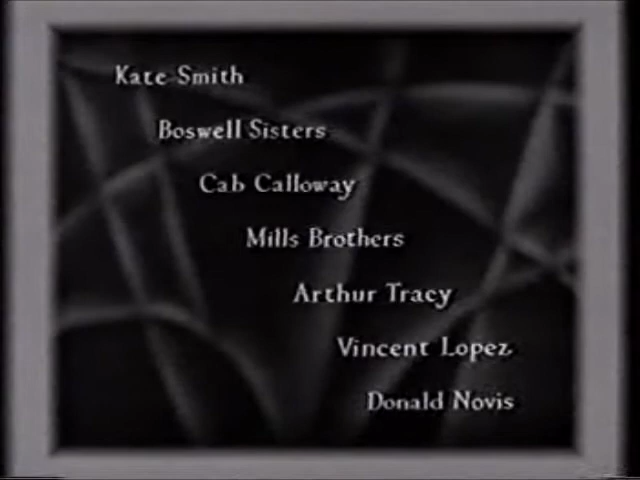 Kate Smith
Boswell Sisters
Cab Calloway
Mills Brothers
Arthur Tracy
Vincent Lopez
Donald Novis